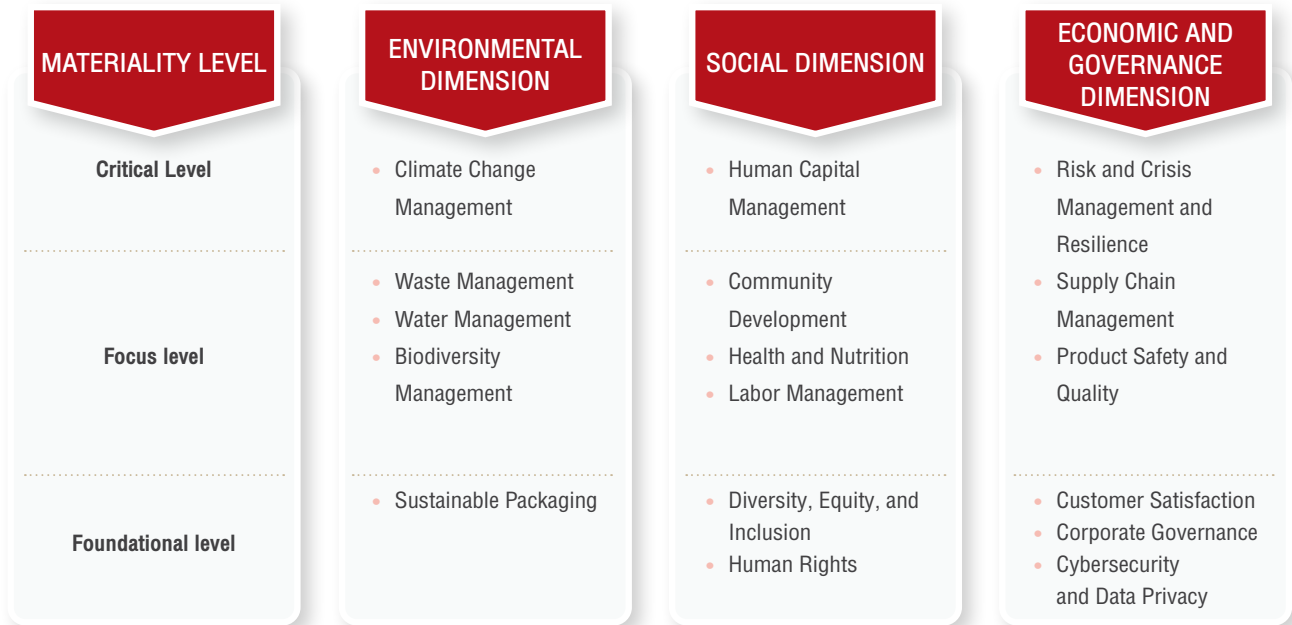 MATERIALITY LEVEL
ENVIRONMENTAL
DIMENSION
SOCIAL DIMENSION
ECONOMIC AND
GOVERNANCE
DIMENSION
Critical Level
• Climate Change
Management
• Human Capital
Management
• Risk and Crisis
Management and
Resilience
Focus level
• Waste Management
• Water Management
• Biodiversity
Management
• Community
Development
• Health and Nutrition
• Labor Management
• Supply Chain
Management
• Product Safety and
Quality
Foundational level
• Sustainable Packaging
• Diversity, Equity, and
Inclusion
• Human Rights
• Customer Satisfaction
• Corporate Governance
• Cybersecurity
and Data Privacy